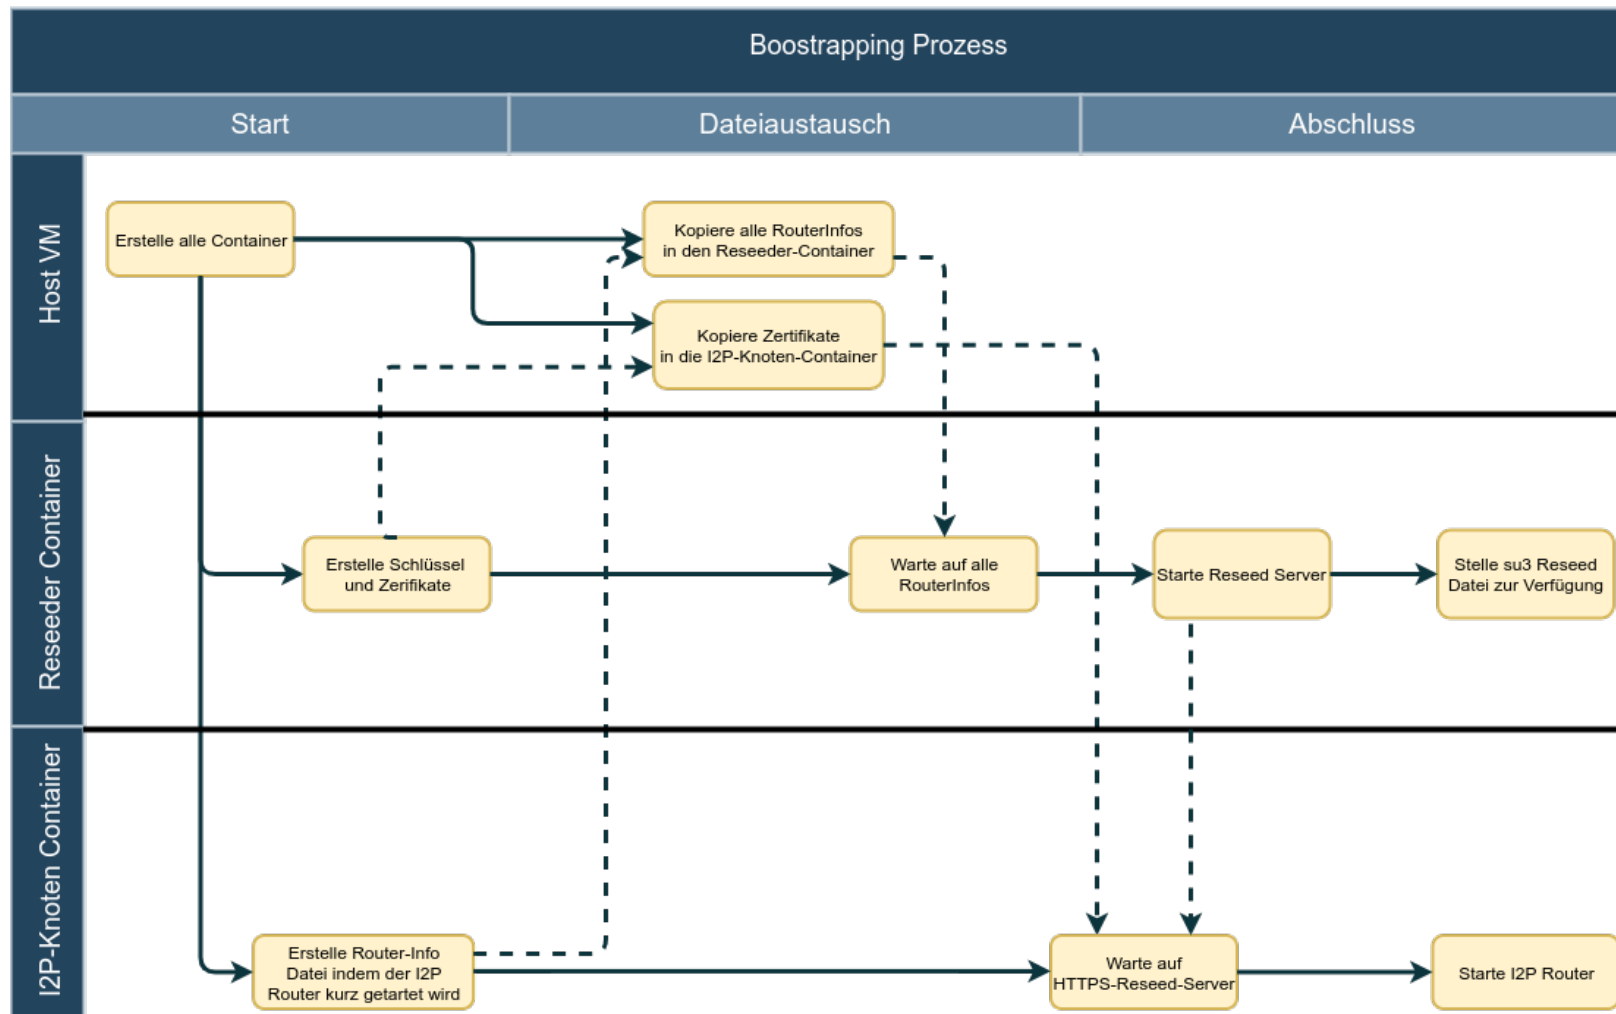 Boostrapping Prozess
Start
Dateiaustausch
Abschluss
Host VM
Erstelle alle Container
Kopiere alle RouterInfos
in den Reseeder-Container
Kopiere Zertifikate
in die I2P-Knoten-Container
Reseeder Container
Erstelle Schlüssel
und Zerifikate
Warte auf alle
RouterInfos
Starte Reseed Server
Stelle su3 Reseed
Datei zur Verfügung
I2P-Knoten Container
Erstelle Router-Info
Datei indem der I2P
Router kurz getartet wird
Warte auf
HTTPS-Reseed-Server
Starte I2P Router